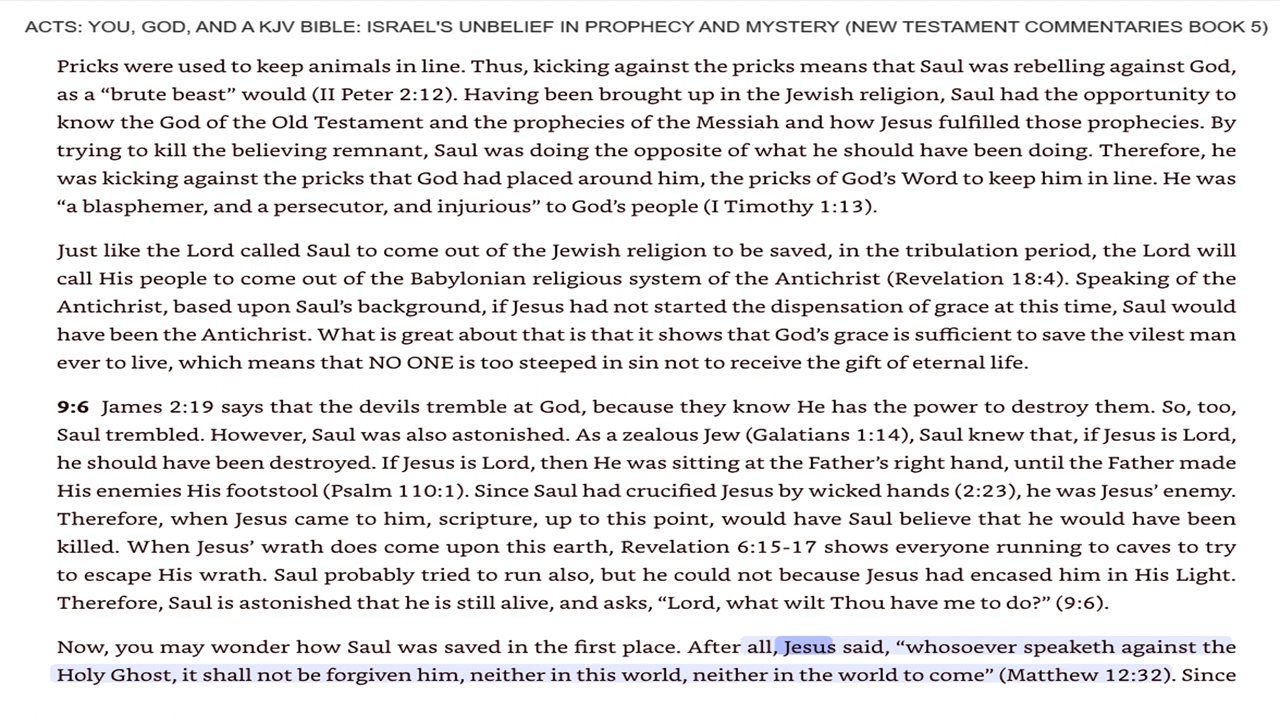 ACTS: YOU, GOD, AND A KJV BIBLE: ISRAEL'S UNBELIEF IN PROPHECY AND MYSTERY (NEW TESTAMENT COMMENTARIES BOOK 5)
Pricks were used to keep animals in line. Thus, kicking against the pricks means that Saul was rebelling against God,
as a “brute beast” would (II Peter 2:12). Having been brought up in the Jewish religion, Saul had the opportunity to
know the God of the Old Testament and the prophecies of the Messiah and how Jesus fulfilled those prophecies. By
trying to kill the believing remnant, Saul was doing the opposite of what he should have been doing. Therefore, he
was kicking against the pricks that God had placed around him, the pricks of God’s Word to keep him in line. He was
“a blasphemer, and a persecutor, and injurious” to God’s people (I Timothy 1:13).
Just like the Lord called Saul to come out of the Jewish religion to be saved, in the tribulation period, the Lord will
call His people to come out of the Babylonian religious system of the Antichrist (Revelation 18:4). Speaking of the
Antichrist, based upon Saul’s background, if Jesus had not started the dispensation of grace at this time, Saul would
have been the Antichrist. What is great about that is that it shows that God’s grace is sufficient to save the vilest man
ever to live, which means that NO ONE is too steeped in sin not to receive the gift of eternal life.
9:6 James 2:19 says that the devils tremble at God, because they know He has the power to destroy them. So, too,
Saul trembled. However, Saul was also astonished. As a zealous Jew (Galatians 1:14), Saul knew that, if Jesus is Lord,
he should have been destroyed. If Jesus is Lord, then He was sitting at the Father’s right hand, until the Father made
His enemies His footstool (Psalm 110:1). Since Saul had crucified Jesus by wicked hands (2:23), he was Jesus’ enemy.
Therefore, when Jesus came to him, scripture, up to this point, would have Saul believe that he would have been
killed. When Jesus’ wrath does come upon this earth, Revelation 6:15-17 shows everyone running to caves to try
to escape His wrath. Saul probably tried to run also, but he could not because Jesus had encased him in His Light.
Therefore, Saul is astonished that he is still alive, and asks, “Lord, what wilt Thou have me to do?” (9:6).
Now, you may wonder how Saul was saved in the first place. After all, Jesus said, “whosoever speaketh against the
Holy Ghost, it shall not be forgiven him, neither in this world, neither in the world to come” (Matthew 12:32). Since